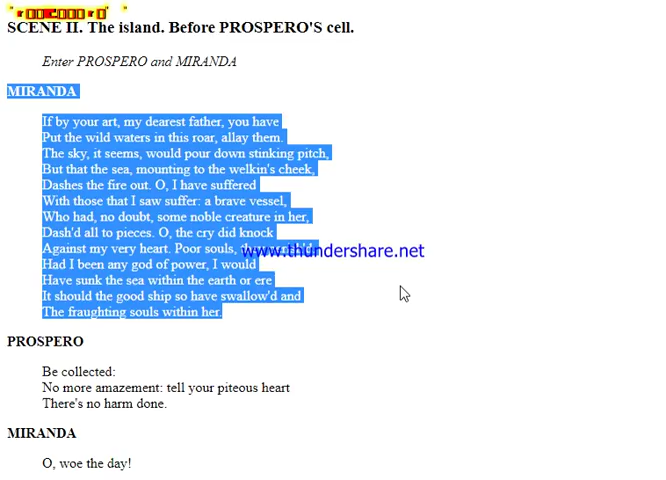 SCENE II. The island. Before PROSPERO'S cell.
Enter PROSPERO and MIRANDA
MIRANDA
If by your art, my dearest father, you have
Put the wild waters in this roar, allay them.
The sky, it seems, would pour down stinking pitch,
But that the sea, mounting to the welkin's cheek,
Dashes the fire out. O, I have suffered
With those that I saw suffer: a brave vessel,
Who had, no doubt, some noble creature in her,
Dash'd all to pieces. O, the cry did knock
Against my very heart. Poor souls,
www.thundershare.net
Had I been any god of power, I would
Have sunk the sea within the earth or ere
It should the good ship so have swallow'd and
The fraughting souls within her.
PROSPERO
Be collected:
No more amazement: tell your piteous heart
There's no harm done.
MIRANDA
O, woe the day!